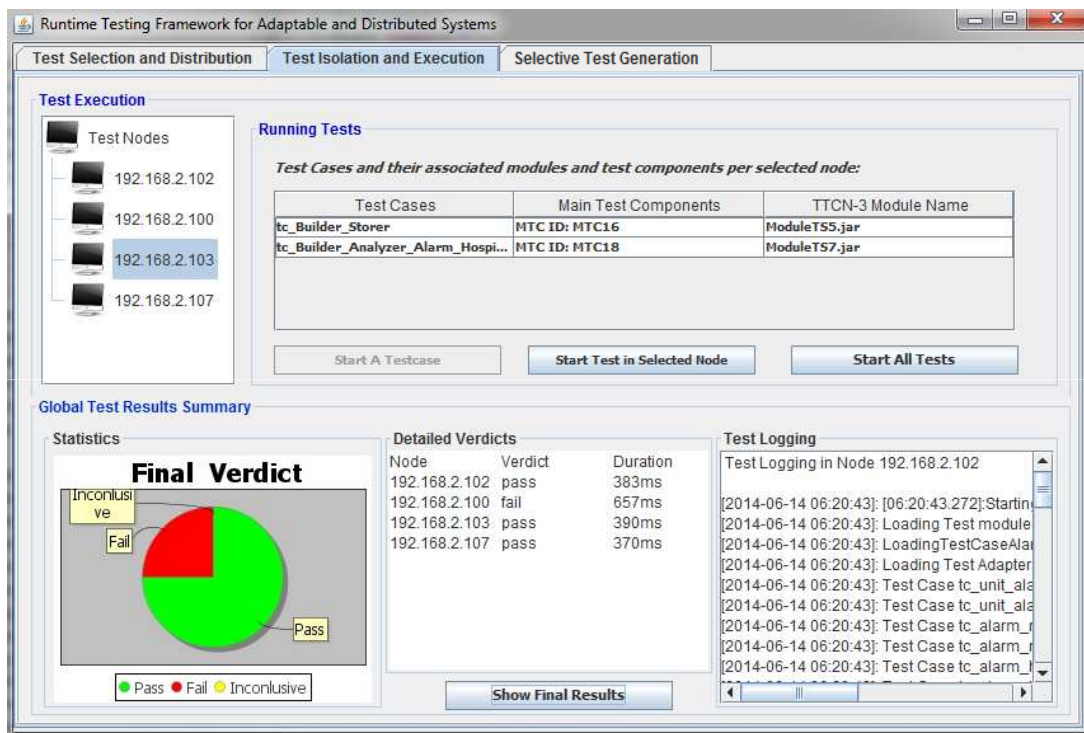 Runtime Testing Framework for Adaptable and Distributed Systems
Test Selection and Distribution
Test Isolation and Execution
Selective Test Generation
Test Execution
Test Nodes
192.168.2.102
192.168.2.100
192.168.2.103
192.168.2.107
Running Tests
Test Cases and their associated modules and test components per selected node:
Test Cases Main Test Components TTCN-3 Module Name
tc_Builder_Storer MTC ID: MTC16 ModuleTS5.jar
tc_Builder_Analyzer_Alarm_Hospi... MTC ID: MTC18 ModuleTS7.jar
Start A Testcase
Start Test in Selected Node
Start All Tests
Global Test Results Summary
Statistics
Final Verdict
Inconlusi
ve
Fail
Pass
Pass Fail Inconlusive
Detailed Verdicts
Node Verdict Duration
192.168.2.102 pass 383ms
192.168.2.100 fail 657ms
192.168.2.103 pass 390ms
192.168.2.107 pass 370ms
Show Final Results
Test Logging
Test Logging in Node 192.168.2.102
[2014-06-14 06:20:43]: [06:20:43.272]:Starting
[2014-06-14 06:20:43]: Loading Test module
[2014-06-14 06:20:43]: LoadingTestCaseAlar
[2014-06-14 06:20:43]: Loading Test Adapter
[2014-06-14 06:20:43]: Test Case tc_unit_ala
[2014-06-14 06:20:43]: Test Case tc_unit_ala
[2014-06-14 06:20:43]: Test Case tc_alarm_r
[2014-06-14 06:20:43]: Test Case tc_alarm_r
[2014-06-14 06:20:43]: Test Case tc_alarm_h